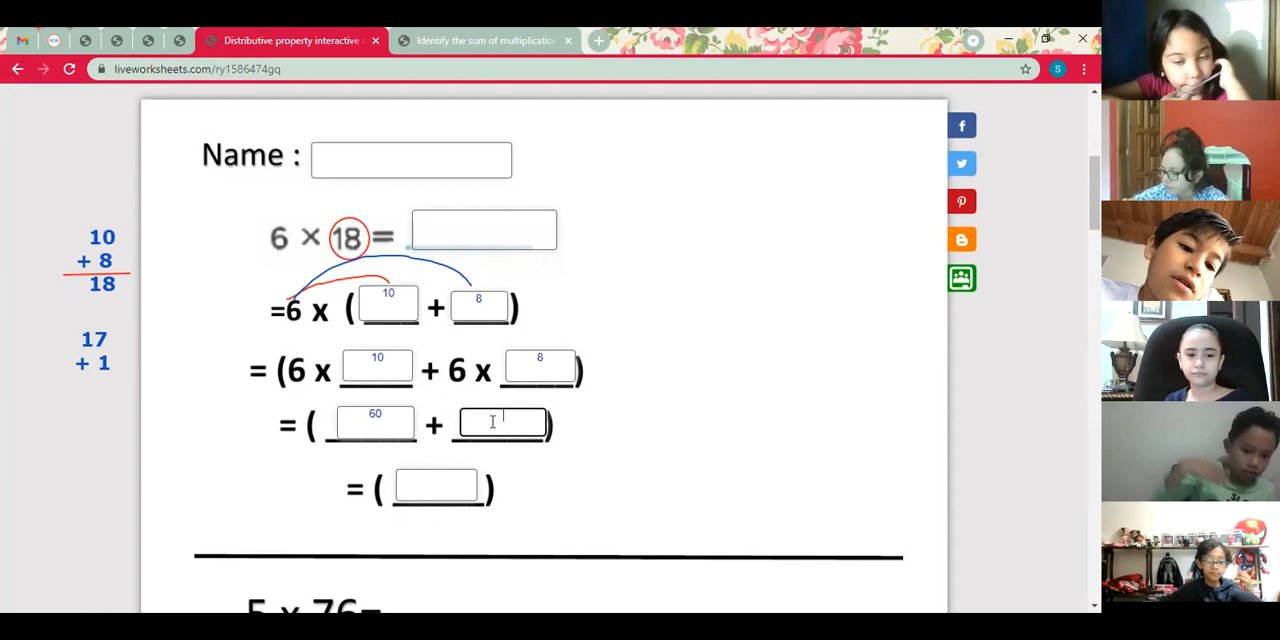 Distributive property interactive
Identify the sum of multiplicatio
liveworksheets.com/ry1586474gq
S
Name :
6 × 18 =
10
+ 8
18
=6 x ( 10 + 8 )
17
+ 1
= (6 x 10 + 6 x 8 )
= ( 60 + )
= ( )